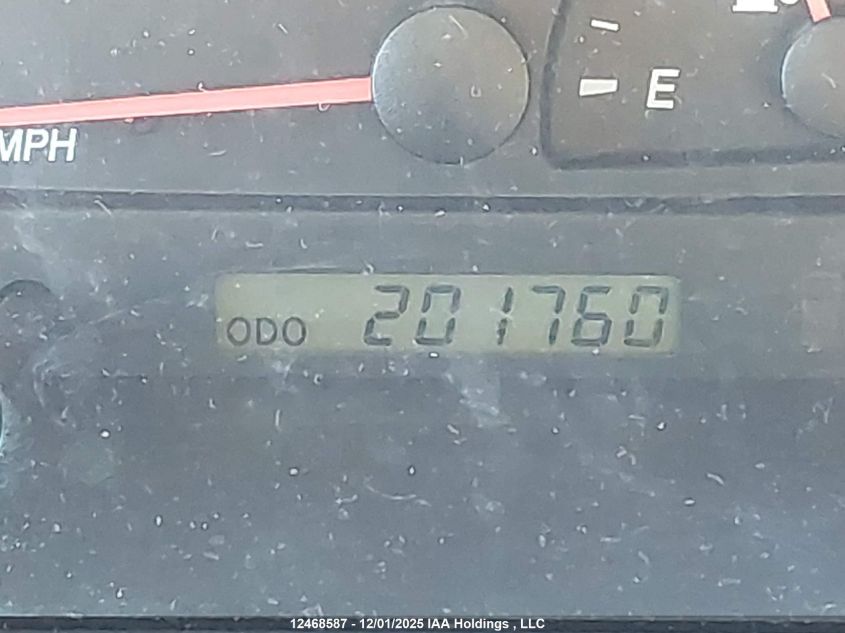 E
MPH
ODO 201760
12468587 - 12/01/2025 IAA Holdings , LLC